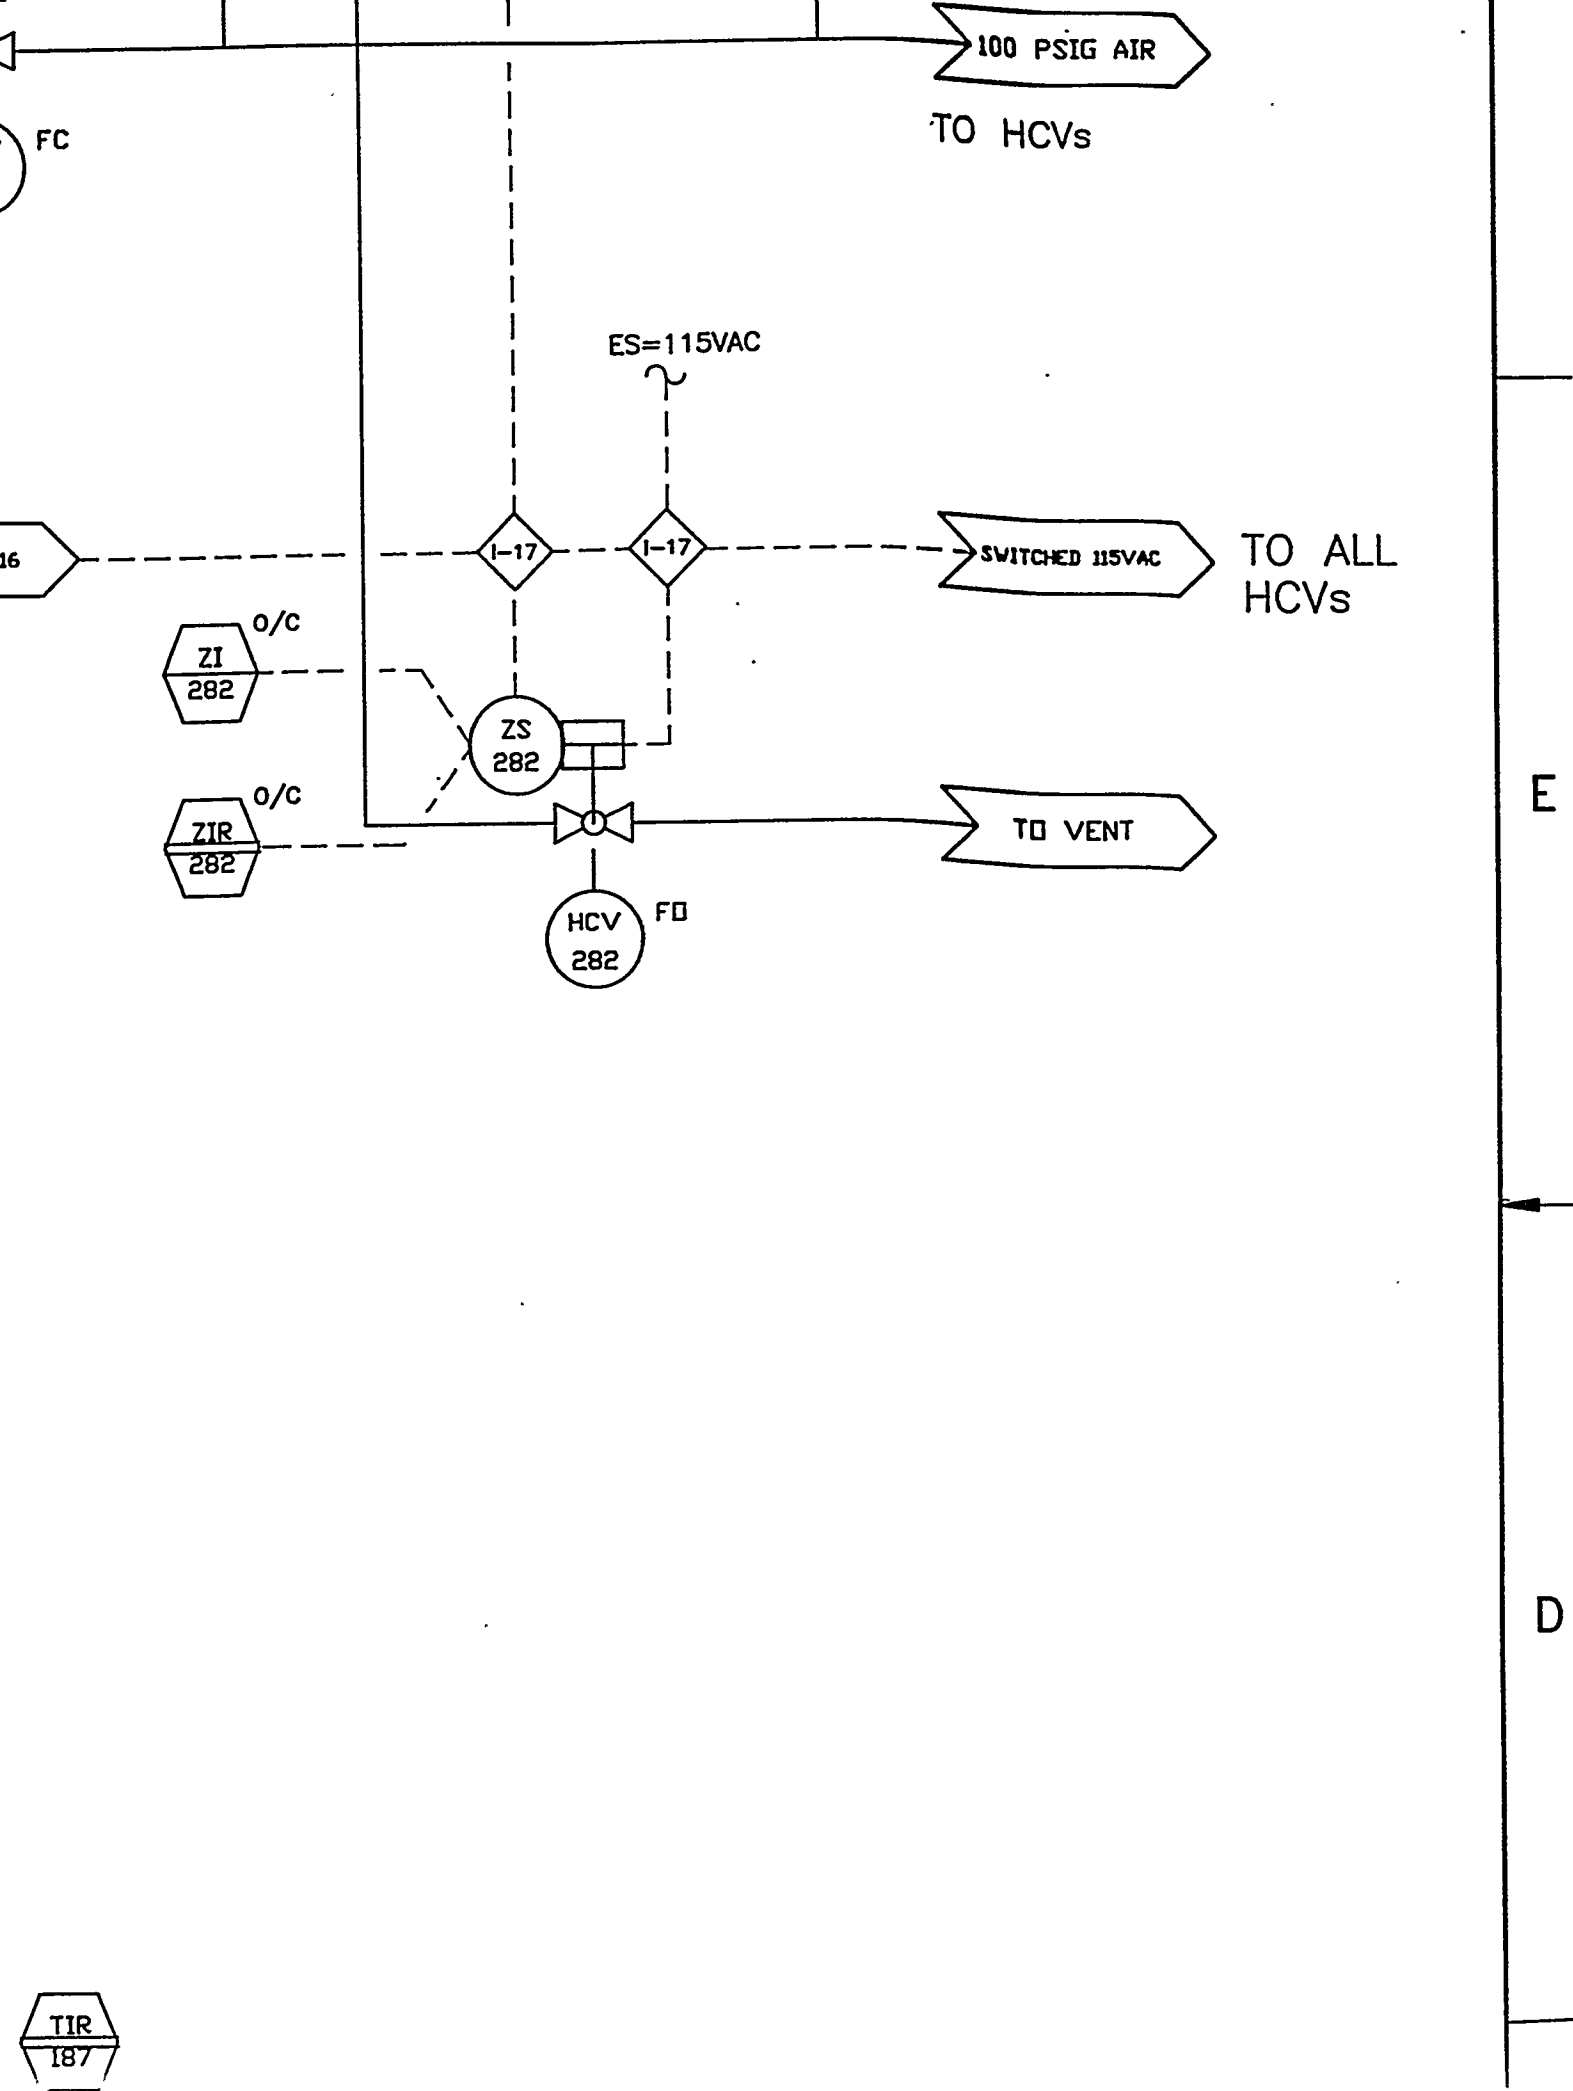 100 PSIG AIR
FC
TO HCVs
ES=115VAC
16
I-17
I-17
SWITCHED 115VAC
TO ALL
HCVs
O/C
ZI
282
ZS
282
E
O/C
ZIR
282
TO VENT
HCV
282
FO
D
TIR
187